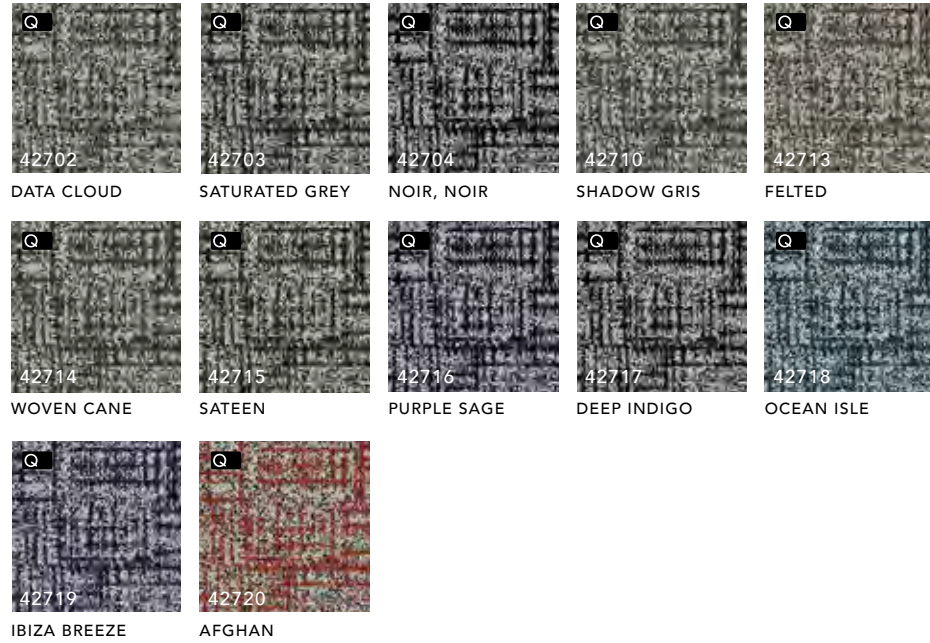 Q Q Q Q Q
42702 42703 42704 42710 42713
DATA CLOUD SATURATED GREY NOIR, NOIR SHADOW GRIS FELTED
Q Q Q Q Q
42714 42715 42716 42717 42718
WOVEN CANE SATEEN PURPLE SAGE DEEP INDIGO OCEAN ISLE
Q Q
42719 42720
IBIZA BREEZE AFGHAN